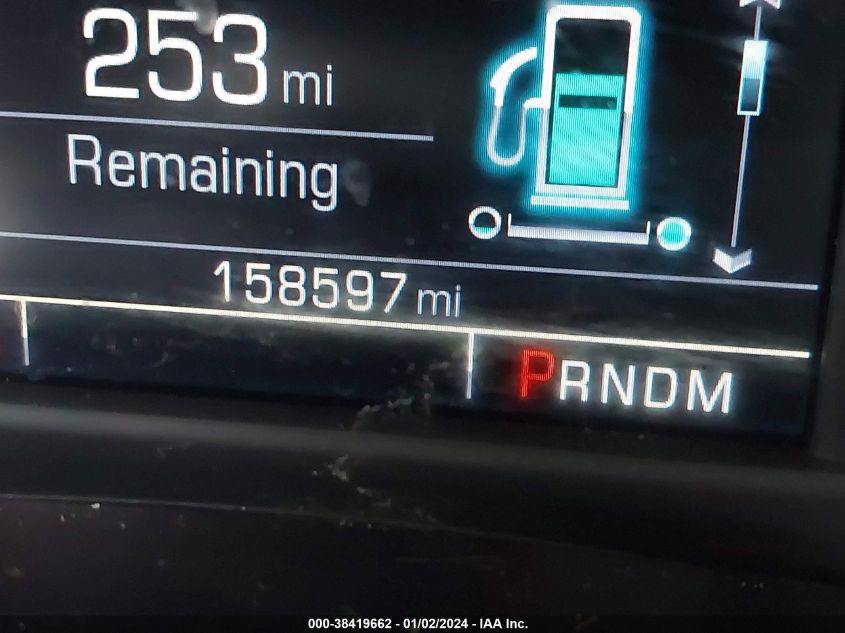 253 mi
Remaining
158597 mi
PRNDM
000-38419662 - 01/02/2024 - IAA Inc.